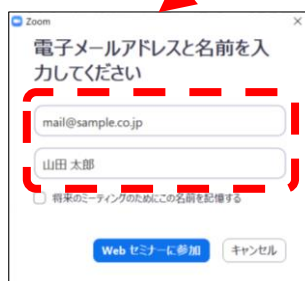 Zoom
電子メールアドレスと名前を入
力してください
mail@sample.co.jp
山田 太郎
将来のミーティングのためにこの名前を記憶する
Web セミナーに参加
キャンセル